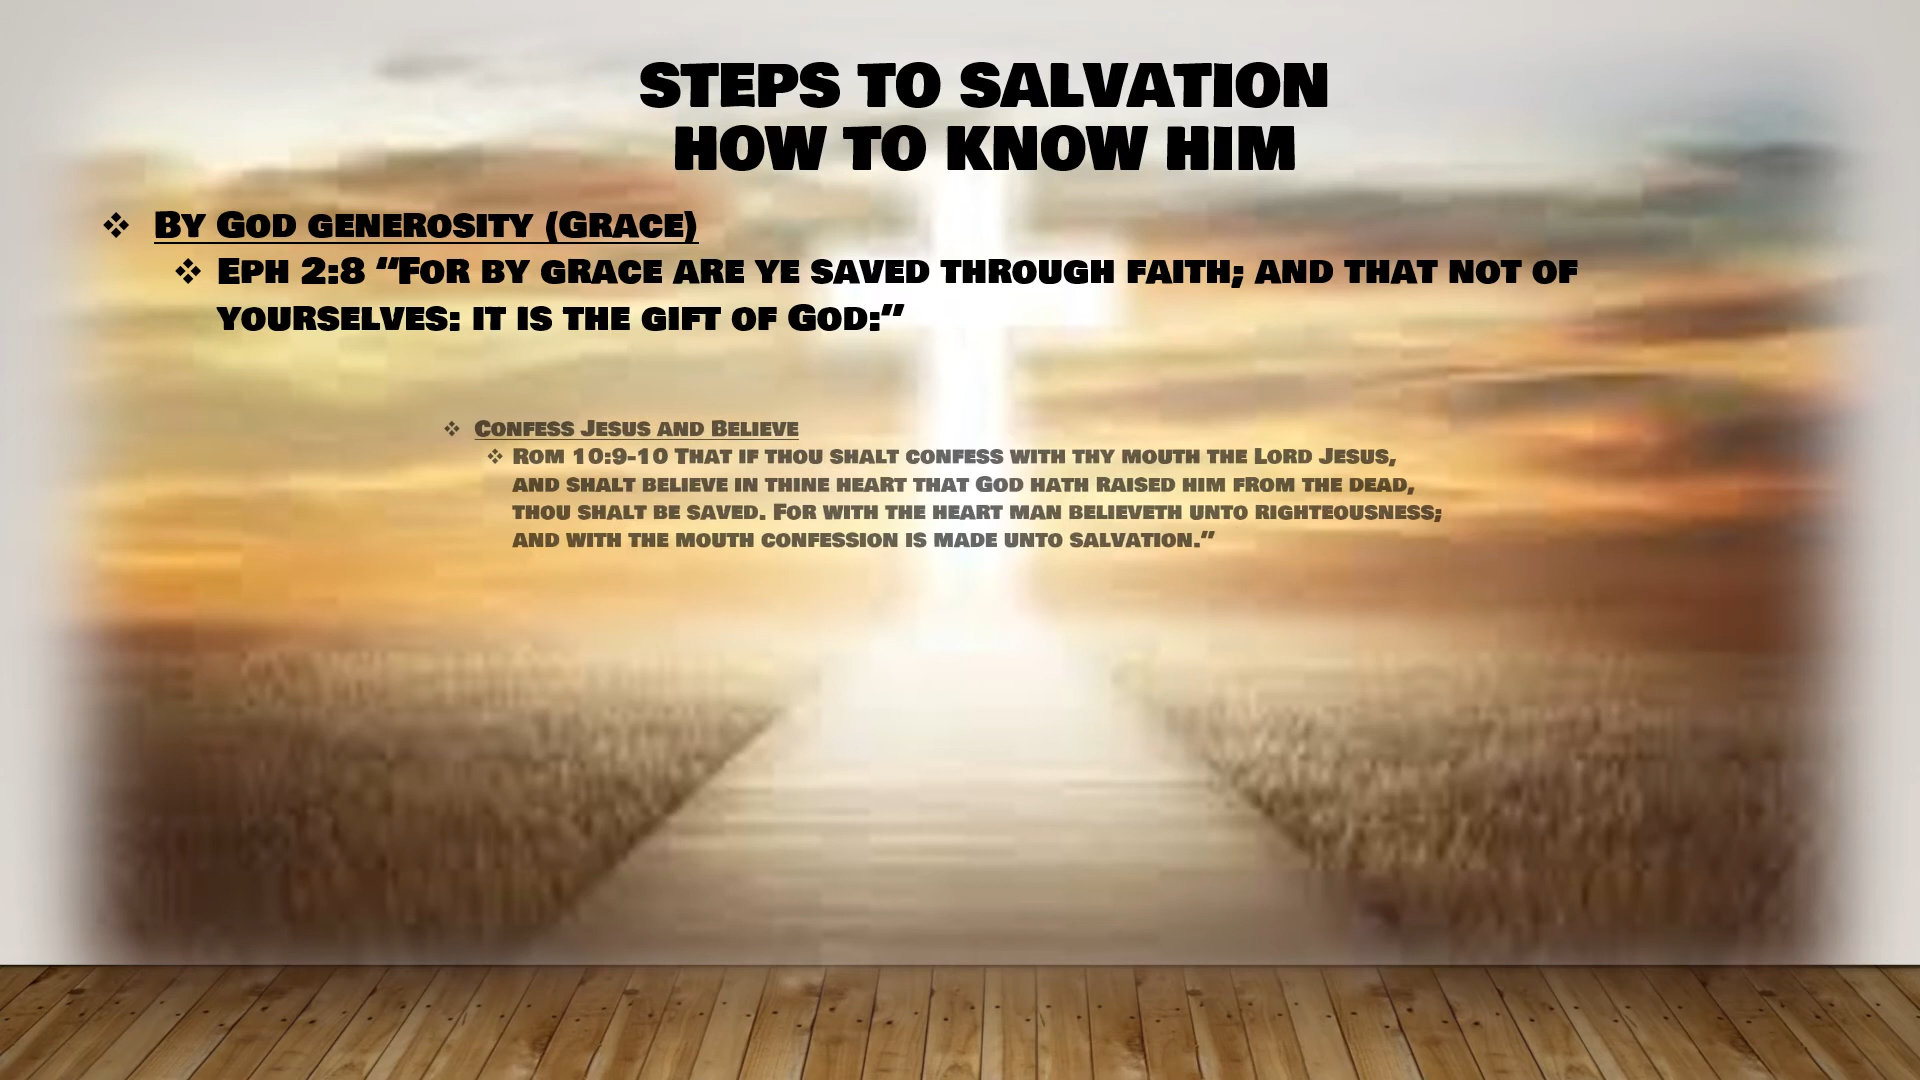 STEPS TO SALVATION
HOW TO KNOW HIM
❖ By God generosity (Grace)
❖ Eph 2:8 “For by grace are ye saved through faith; and that not of
yourselves: it is the gift of God:”
❖ Confess Jesus and Believe
❖ Rom 10:9-10 That if thou shalt confess with thy mouth the Lord Jesus,
and shalt believe in thine heart that God hath raised him from the dead,
thou shalt be saved. For with the heart man believeth unto righteousness;
and with the mouth confession is made unto salvation.”